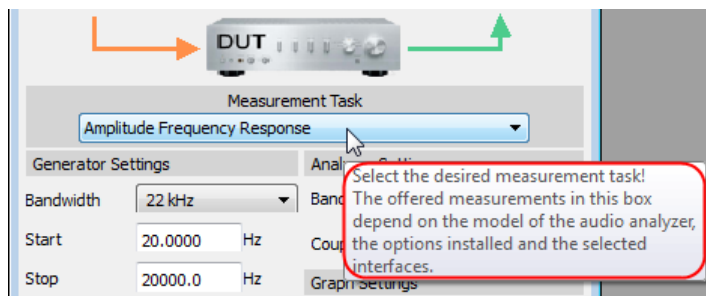 DUT
Measurement Task
Amplitude Frequency Response
Generator Settings
Bandwidth 22 kHz
Start 20.0000 Hz
Stop 20000.0 Hz
Graph Settings
Select the desired measurement task!
The offered measurements in this box
depend on the model of the audio analyzer,
the options installed and the selected
interfaces.